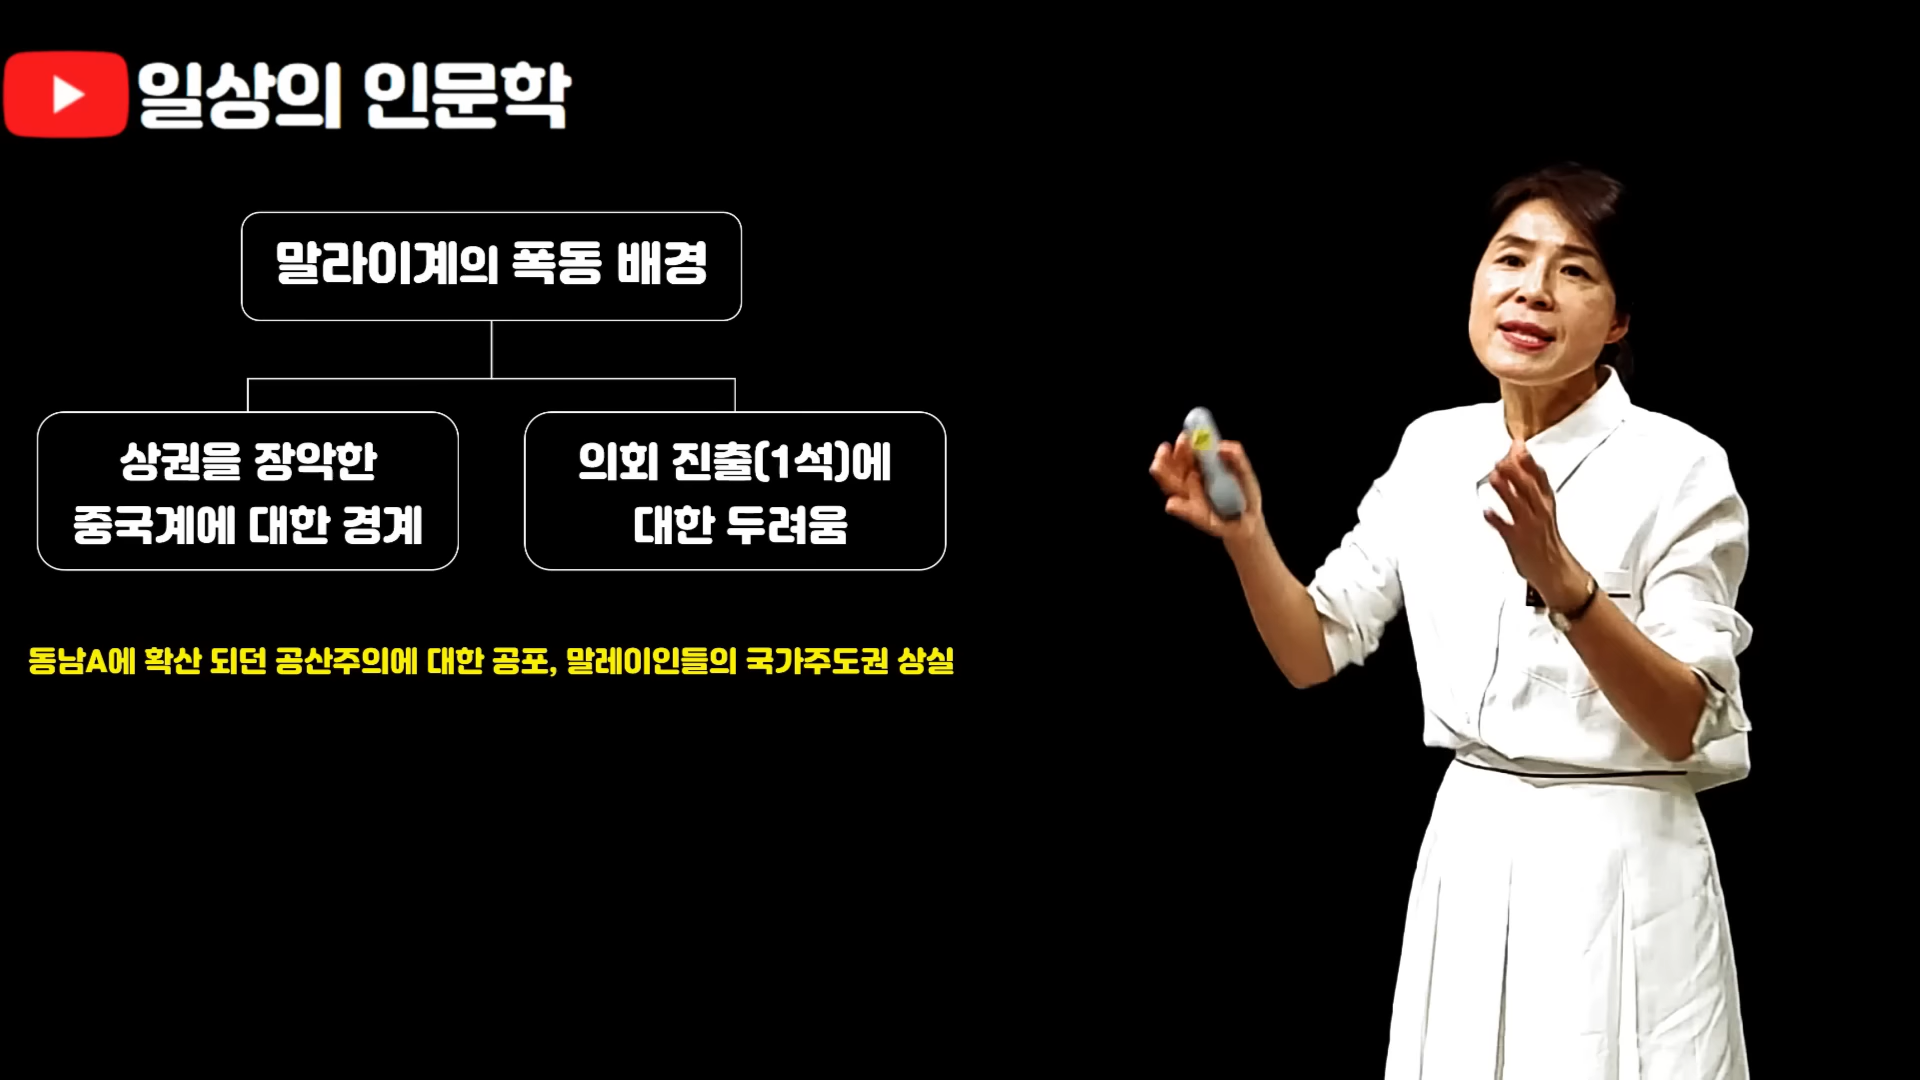 일상의 인문학
말라이계의 폭동 배경
상권을 장악한
중국계에 대한 경계
의회 진출(1석)에
대한 두려움
동남A에 확산 되던 공산주의에 대한 공포, 말레이인들의 국가주도권 상실